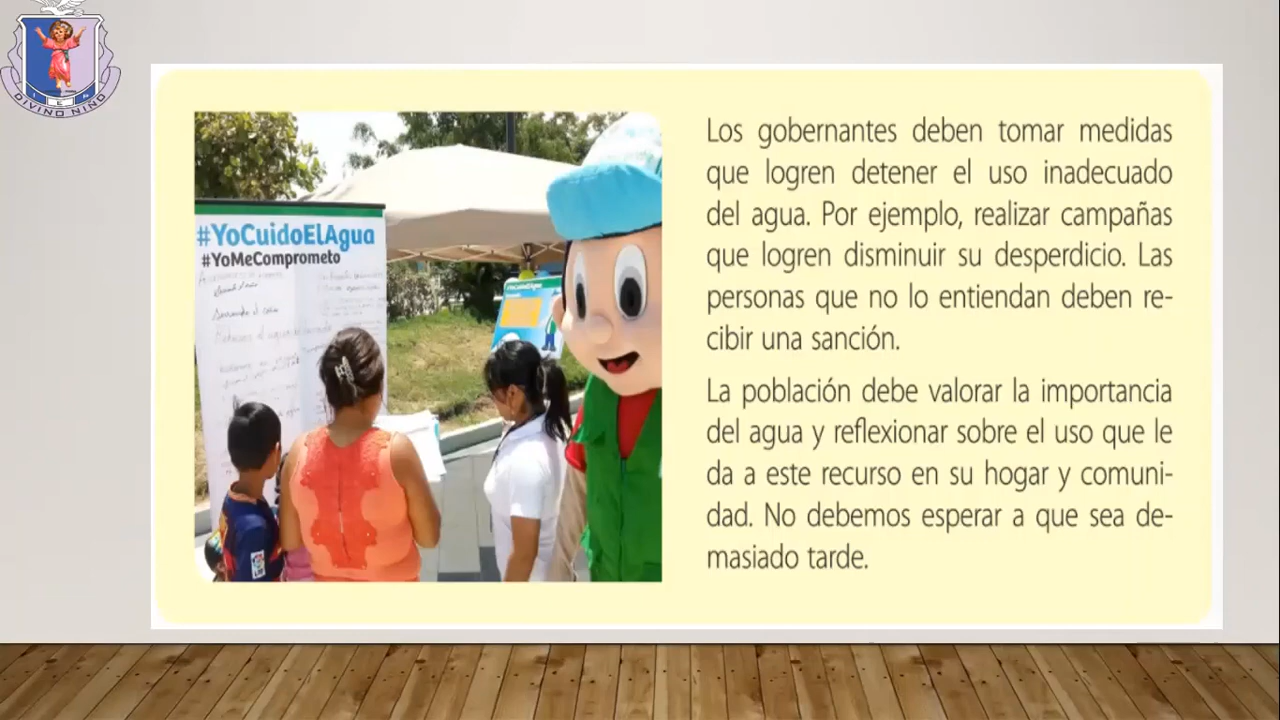 DIVINO NIÑO
#YoCuidoElAgua
#YoMeComprometo
Los gobernantes deben tomar medidas
que logren detener el uso inadecuado
del agua. Por ejemplo, realizar campañas
que logren disminuir su desperdicio. Las
personas que no lo entiendan deben re-
cibir una sanción.
La población debe valorar la importancia
del agua y reflexionar sobre el uso que le
da a este recurso en su hogar y comuni-
dad. No debemos esperar a que sea de-
masiado tarde.